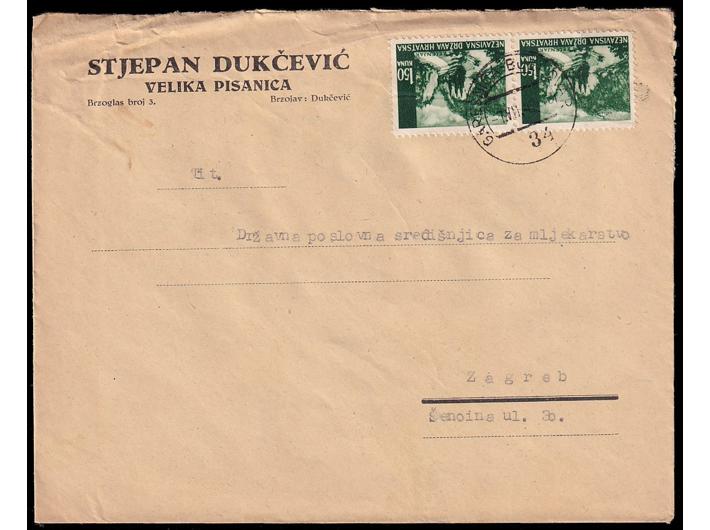 STJEPAN DUKČEVIĆ
VELIKA PISANICA
Brzoglas broj 3.
Brzojav: Dukčević
NEZAVISNA DRŽAVA HRVATSKA
1.50
KUNA
NEZAVISNA DRŽAVA HRVATSKA
1.50
KUNA
34
Tit.
Državna poslovna središnjica za mljekarstvo
Zagreb
Šenoina ul.